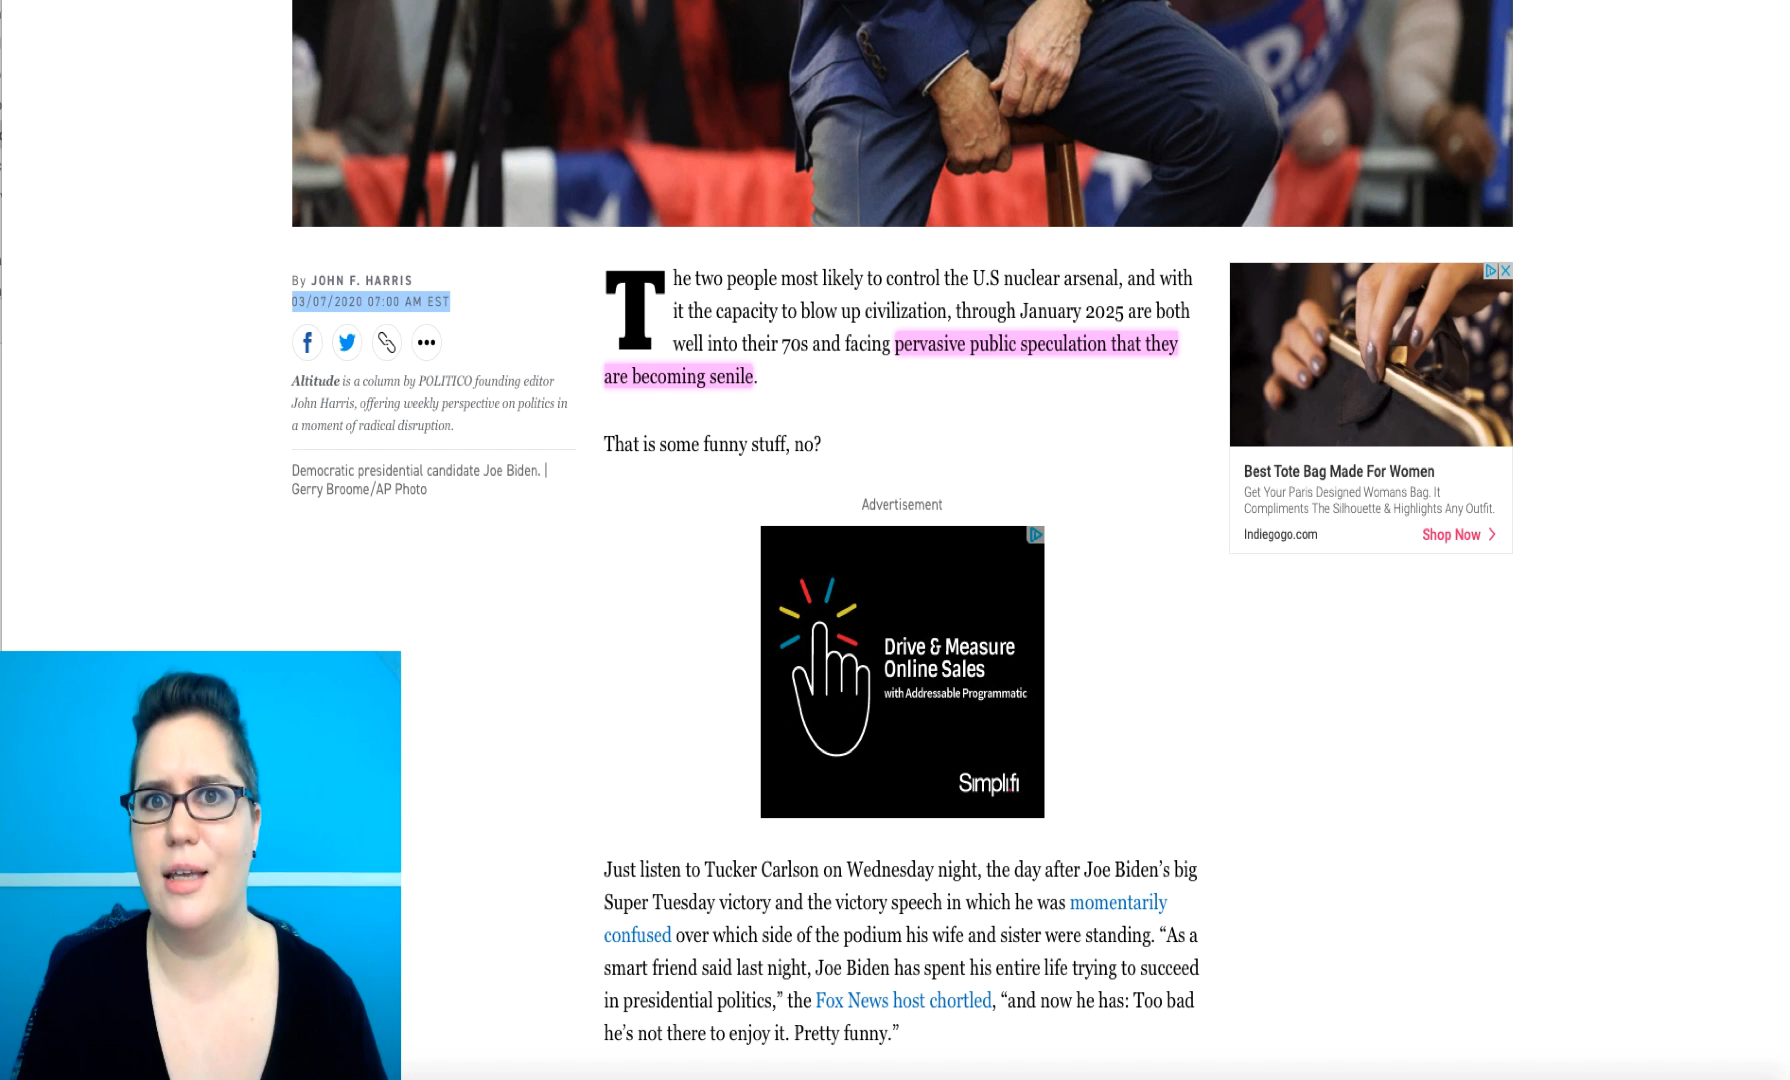 By JOHN F. HARRIS
03/07/2020 07:00 AM EST
Altitude is a column by POLITICO founding editor
John Harris, offering weekly perspective on politics in
a moment of radical disruption.
Democratic presidential candidate Joe Biden. |
Gerry Broome/AP Photo
The two people most likely to control the U.S nuclear arsenal, and with
it the capacity to blow up civilization, through January 2025 are both
well into their 70s and facing pervasive public speculation that they
are becoming senile.
That is some funny stuff, no?
Advertisement
Drive & Measure
Online Sales
with Addressable Programmatic
Simpli.fi
Just listen to Tucker Carlson on Wednesday night, the day after Joe Biden’s big
Super Tuesday victory and the victory speech in which he was momentarily
confused over which side of the podium his wife and sister were standing. “As a
smart friend said last night, Joe Biden has spent his entire life trying to succeed
in presidential politics,” the Fox News host chortled, “and now he has: Too bad
he’s not there to enjoy it. Pretty funny.”
Best Tote Bag Made For Women
Get Your Paris Designed Womans Bag. It
Compliments The Silhouette & Highlights Any Outfit.
Indiegogo.com
Shop Now